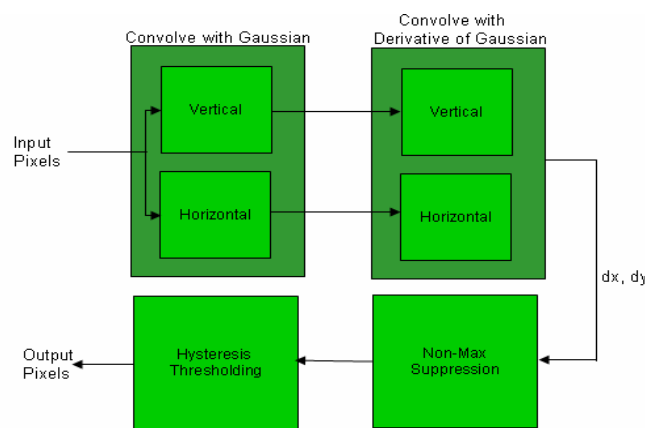 Convolve with Gaussian
Convolve with
Derivative of Gaussian
Vertical
Vertical
Input
Pixels
Horizontal
Horizontal
dx, dy
Output
Pixels
Hysteresis
Thresholding
Non-Max
Suppression